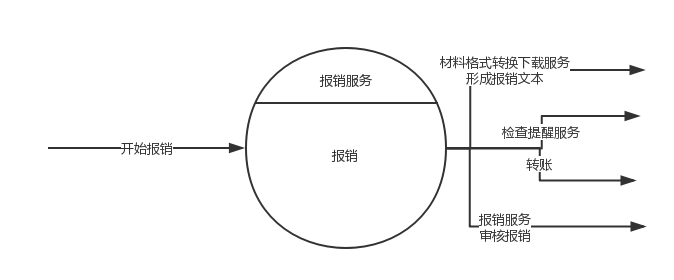 材料格式转换下载服务
形成报销文本
报销服务
检查提醒服务
开始报销
报销
转账
报销服务
审核报销